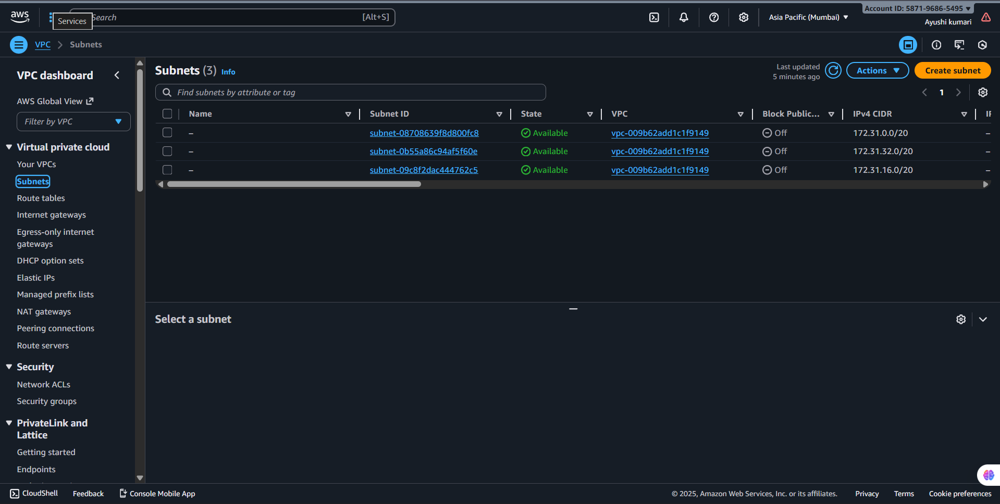 aws
Services
Search
[Alt+S]
Asia Pacific (Mumbai)
Account ID: 5871-9686-5495
Ayushi kumari
VPC
Subnets
VPC dashboard
AWS Global View
Filter by VPC
Virtual private cloud
Your VPCs
Subnets
Route tables
Internet gateways
Egress-only internet
gateways
DHCP option sets
Elastic IPs
Managed prefix lists
NAT gateways
Peering connections
Route servers
Security
Network ACLs
Security groups
PrivateLink and
Lattice
Getting started
Endpoints
Subnets (3) Info
Last updated
5 minutes ago
Actions
Create subnet
Find subnets by attribute or tag
1
Name Subnet ID State VPC Block Public... IPv4 CIDR
– subnet-08708639f8d800fc8 Available vpc-009b62add1c1f9149 Off 172.31.0.0/20 –
– subnet-0b55a86c94af5f60e Available vpc-009b62add1c1f9149 Off 172.31.32.0/20 –
– subnet-09c8f2dac444762c5 Available vpc-009b62add1c1f9149 Off 172.31.16.0/20 –
Select a subnet
CloudShell Feedback Console Mobile App © 2025, Amazon Web Services, Inc. or its affiliates. Privacy Terms Cookie preferences